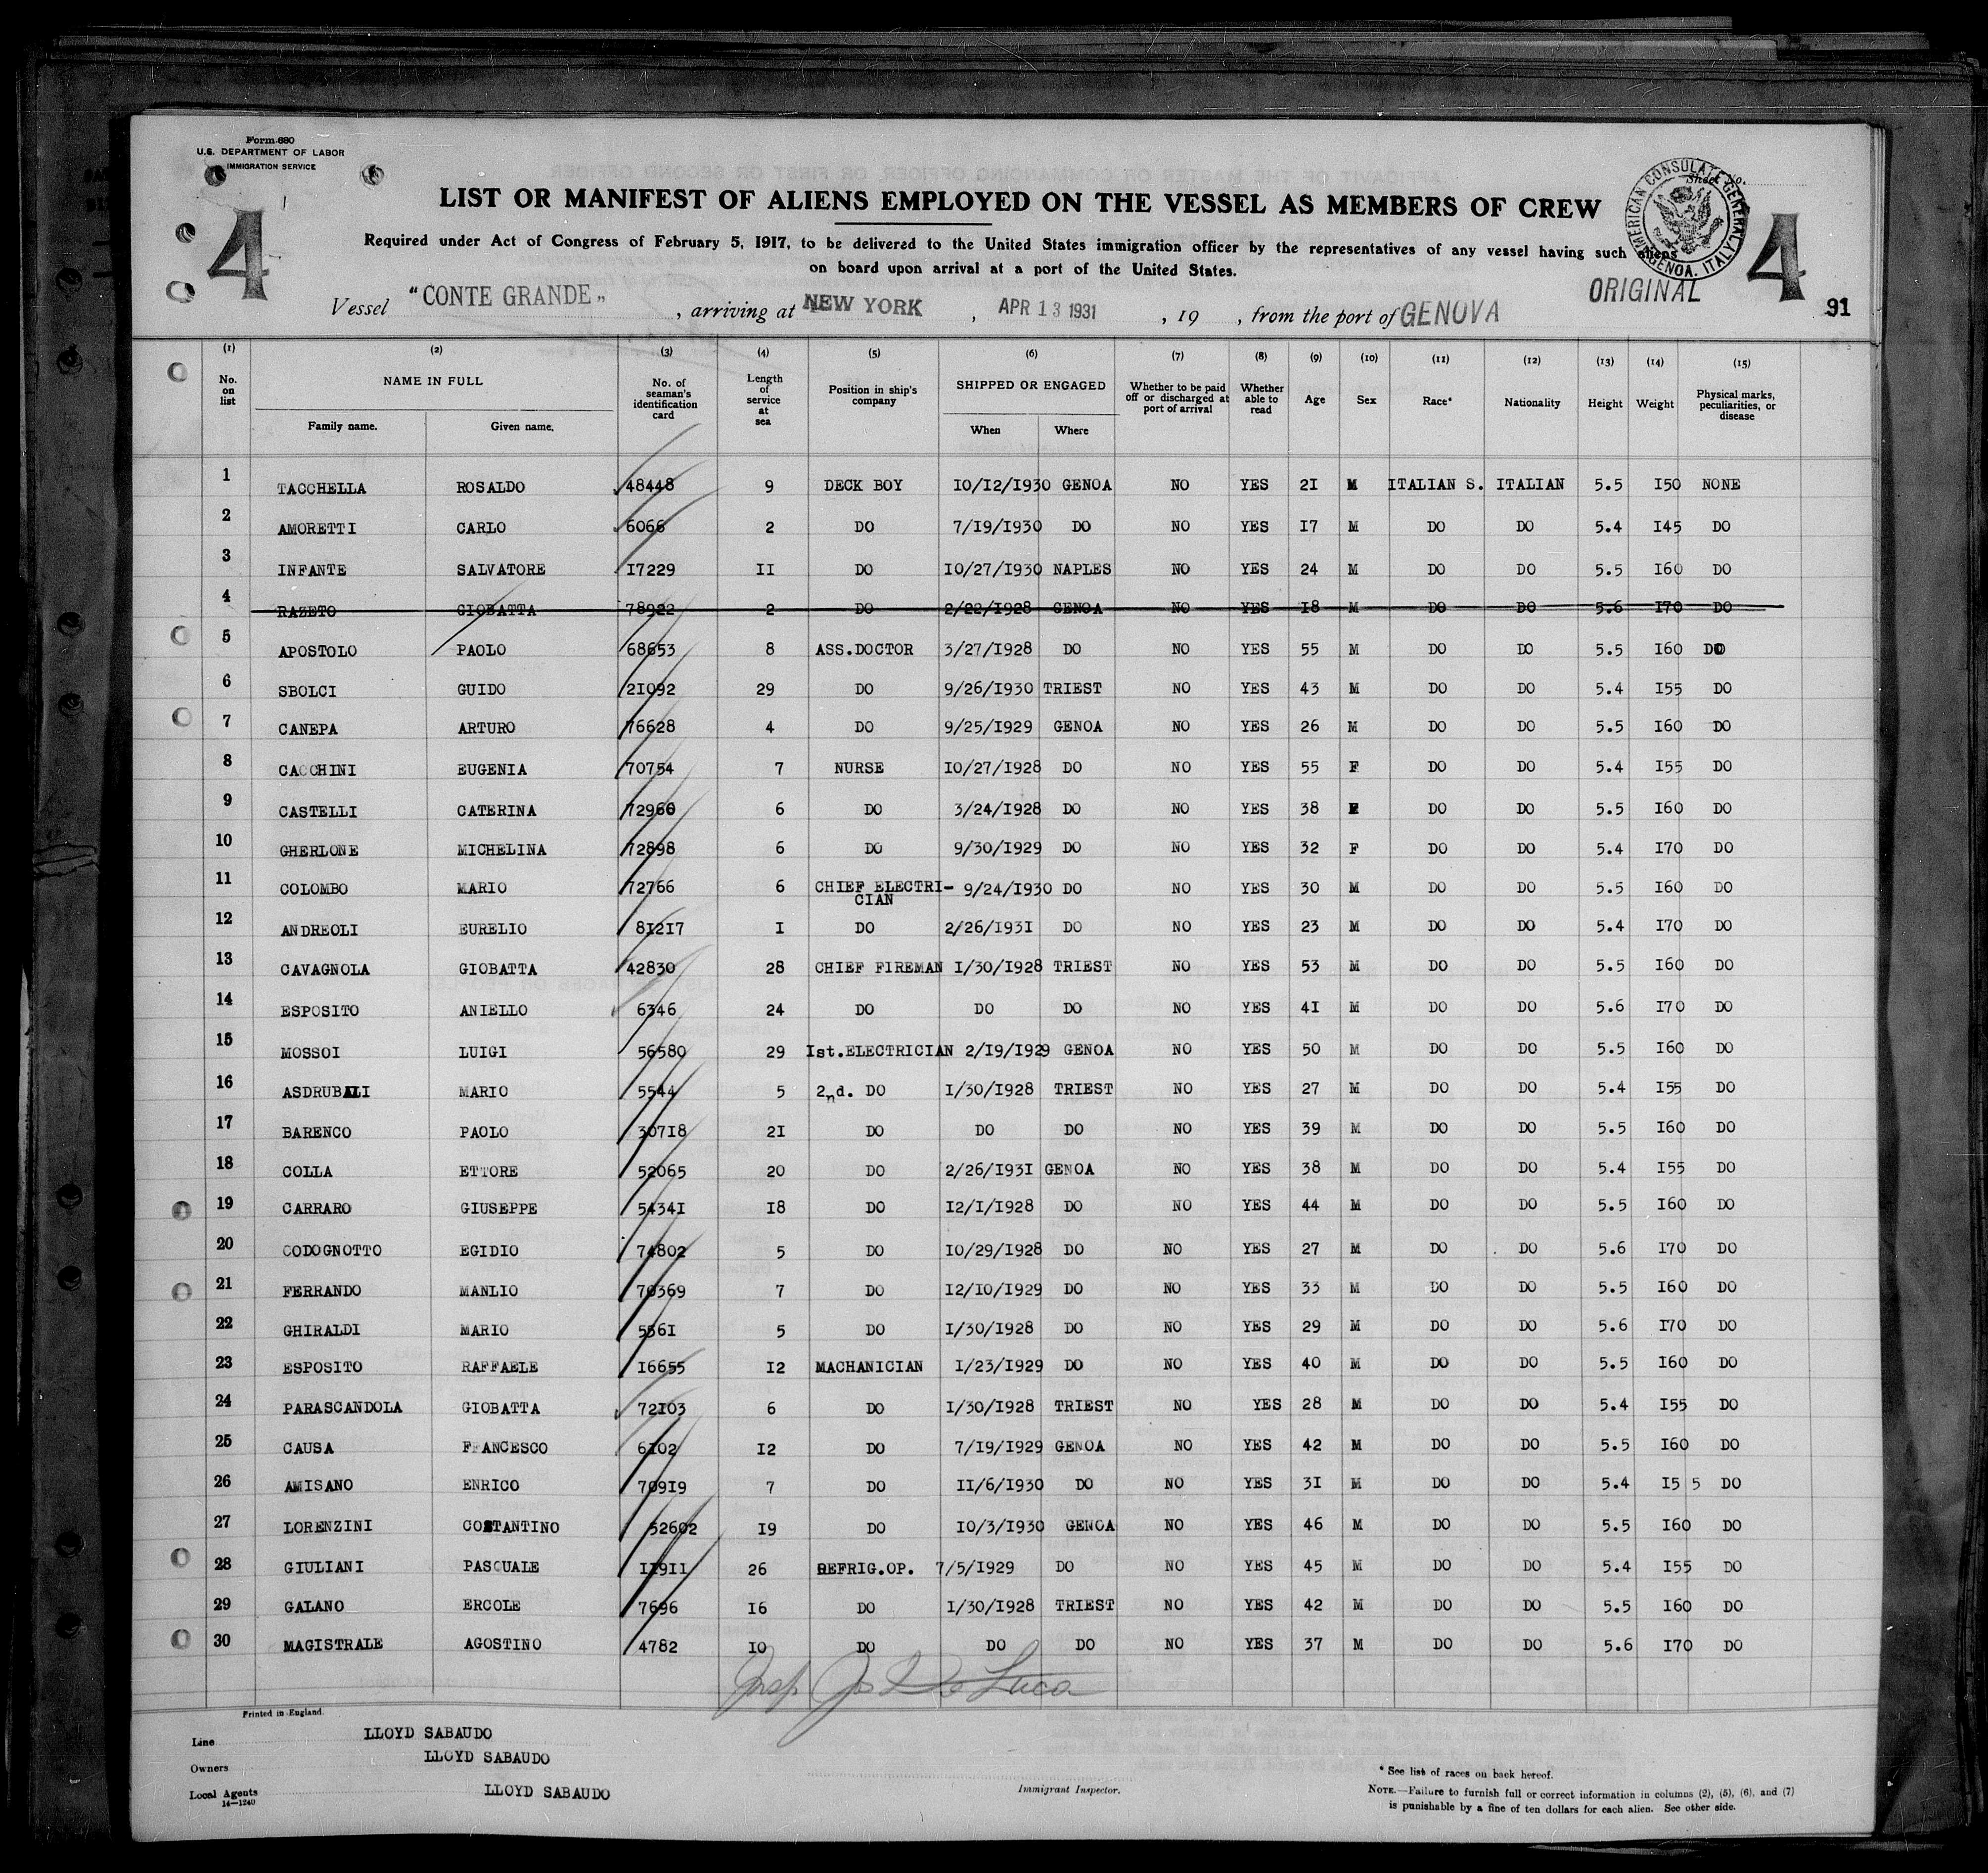 Form 680
U.S. DEPARTMENT OF LABOR
IMMIGRATION SERVICE
4
LIST OR MANIFEST OF ALIENS EMPLOYED ON THE VESSEL AS MEMBERS OF CREW
Sheet No.
AMERICAN CONSULATE GENERAL GENOA, ITALY
4
Required under Act of Congress of February 5, 1917, to be delivered to the United States immigration officer by the representatives of any vessel having such aliens
on board upon arrival at a port of the United States.
ORIGINAL
Vessel "CONTE GRANDE", arriving at NEW YORK, APR 13 1931, 19 , from the port of GENOVA 91
(1) (2) (3) (4) (5) (6) (7) (8) (9) (10) (11) (12) (13) (14) (15)
No. on list NAME IN FULL Family name. Given name. No. of seaman's identification card Length of service at sea Position in ship's company SHIPPED OR ENGAGED When Where Whether to be paid off or discharged at port of arrival Whether able to read Age Sex Race* Nationality Height Weight Physical marks, peculiarities, or disease
1 TACCHELLA ROSALDO 48448 9 DECK BOY 10/12/1930 GENOA NO YES 21 M ITALIAN S. ITALIAN 5.5 150 NONE
2 AMORETTI CARLO 6066 2 DO 7/19/1930 DO NO YES 17 M DO DO 5.4 145 DO
3 INFANTE SALVATORE 17229 11 DO 10/27/1930 NAPLES NO YES 24 M DO DO 5.5 160 DO
4 RAZETO GIOBATTA 78922 2 DO 2/22/1928 GENOA NO YES 18 M DO DO 5.6 170 DO
5 APOSTOLO PAOLO 68653 8 ASS.DOCTOR 3/27/1928 DO NO YES 55 M DO DO 5.5 160 DO
6 SBOLCI GUIDO 21092 29 DO 9/26/1930 TRIEST NO YES 43 M DO DO 5.4 155 DO
7 CANEPA ARTURO 76628 4 DO 9/25/1929 GENOA NO YES 26 M DO DO 5.5 160 DO
8 CACCHINI EUGENIA 70754 7 NURSE 10/27/1928 DO NO YES 55 F DO DO 5.4 155 DO
9 CASTELLI CATERINA 72966 6 DO 3/24/1928 DO NO YES 38 F DO DO 5.5 160 DO
10 GHERLONE MICHELINA 72898 6 DO 9/30/1929 DO NO YES 32 F DO DO 5.4 170 DO
11 COLOMBO MARIO 72766 6 CHIEF ELECTRI-CIAN 9/24/1930 DO NO YES 30 M DO DO 5.5 160 DO
12 ANDREOLI EURELIO 81217 1 DO 2/26/1931 DO NO YES 23 M DO DO 5.4 170 DO
13 CAVAGNOLA GIOBATTA 42830 28 CHIEF FIREMAN 1/30/1928 TRIEST NO YES 53 M DO DO 5.5 160 DO
14 ESPOSITO ANIELLO 6346 24 DO DO DO NO YES 41 M DO DO 5.6 170 DO
15 MOSSOI LUIGI 56580 29 1st.ELECTRICIAN 2/19/1929 GENOA NO YES 50 M DO DO 5.5 160 DO
16 ASDRUBALI MARIO 5544 5 2nd. DO 1/30/1928 TRIEST NO YES 27 M DO DO 5.4 155 DO
17 BARENCO PAOLO 30718 21 DO DO DO NO YES 39 M DO DO 5.5 160 DO
18 COLLA ETTORE 52065 20 DO 2/26/1931 GENOA NO YES 38 M DO DO 5.4 155 DO
19 CARRARO GIUSEPPE 54341 18 DO 12/1/1928 DO NO YES 44 M DO DO 5.5 160 DO
20 CODOGNOTTO EGIDIO 74802 5 DO 10/29/1928 DO NO YES 27 M DO DO 5.6 170 DO
21 FERRANDO MANLIO 70369 7 DO 12/10/1929 DO NO YES 33 M DO DO 5.5 160 DO
22 GHIRALDI MARIO 5561 5 DO 1/30/1928 DO NO YES 29 M DO DO 5.6 170 DO
23 ESPOSITO RAFFAELE 16655 12 MACHANICIAN 1/23/1929 DO NO YES 40 M DO DO 5.5 160 DO
24 PARASCANDOLA GIOBATTA 72103 6 DO 1/30/1928 TRIEST NO YES 28 M DO DO 5.4 155 DO
25 CAUSA FRANCESCO 6102 12 DO 7/19/1929 GENOA NO YES 42 M DO DO 5.5 160 DO
26 AMISANO ENRICO 70919 7 DO 11/6/1930 DO NO YES 31 M DO DO 5.4 155 DO
27 LORENZINI COSTANTINO 52602 19 DO 10/3/1930 GENOA NO YES 46 M DO DO 5.5 160 DO
28 GIULIANI PASQUALE 11911 26 REFRIG.OP. 7/5/1929 DO NO YES 45 M DO DO 5.4 155 DO
29 GALANO ERCOLE 7696 16 DO 1/30/1928 TRIEST NO YES 42 M DO DO 5.5 160 DO
30 MAGISTRALE AGOSTINO 4782 10 DO DO DO NO YES 37 M DO DO 5.6 170 DO
Insp. Jos De Luca
Printed in England.
Line LLOYD SABAUDO
Owners LLOYD SABAUDO
Local Agents LLOYD SABAUDO
14-1240
Immigrant Inspector.
* See list of races on back hereof.
NOTE.—Failure to furnish full or correct information in columns (2), (5), (6), and (7)
is punishable by a fine of ten dollars for each alien. See other side.